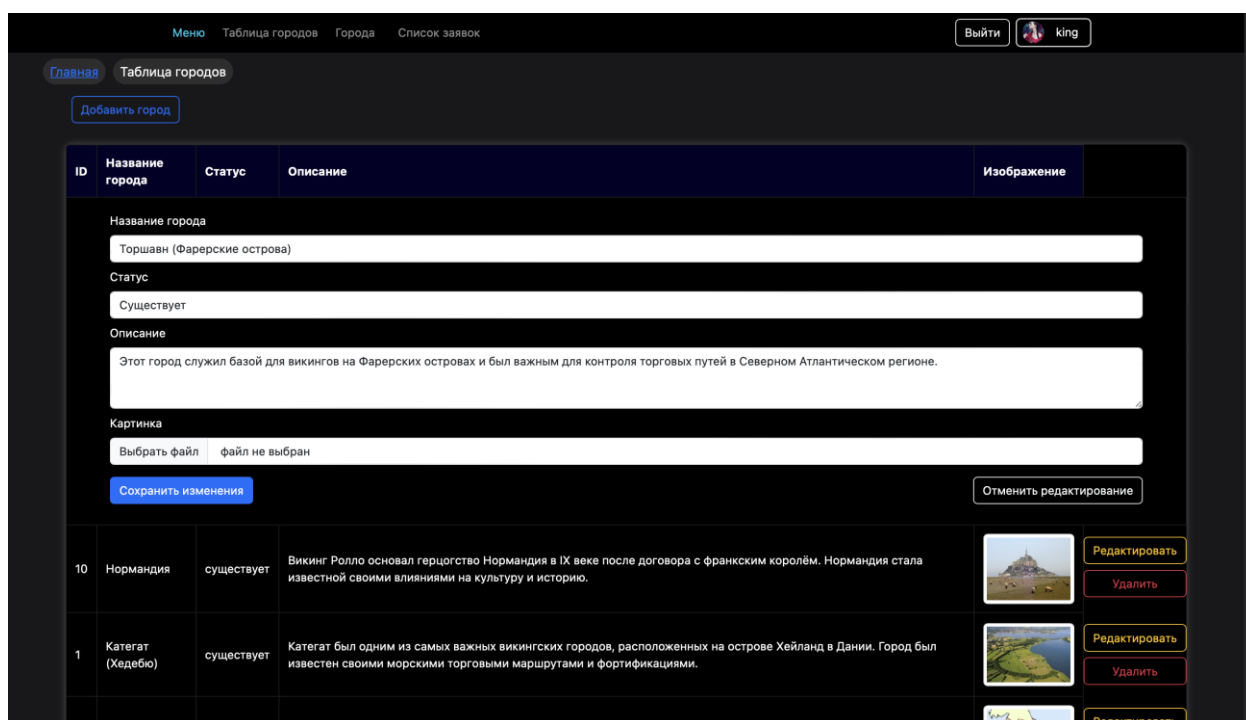 Меню Таблица городов Города Список заявок Выйти king
Главная Таблица городов
Добавить город
ID Название города Статус Описание Изображение
Название города
Торшавн (Фарерские острова)
Статус
Существует
Описание
Этот город служил базой для викингов на Фарерских островах и был важным для контроля торговых путей в Северном Атлантическом регионе.
Картинка
Выбрать файл файл не выбран
Сохранить изменения Отменить редактирование
10 Нормандия существует Викинг Ролло основал герцогство Нормандия в IX веке после договора с франкским королём. Нормандия стала
известной своими влияниями на культуру и историю.
Редактировать
Удалить
1 Категат (Хедебю) существует Категат был одним из самых важных викингских городов, расположенных на острове Хейланд в Дании. Город был
известен своими морскими торговыми маршрутами и фортификациями.
Редактировать
Удалить